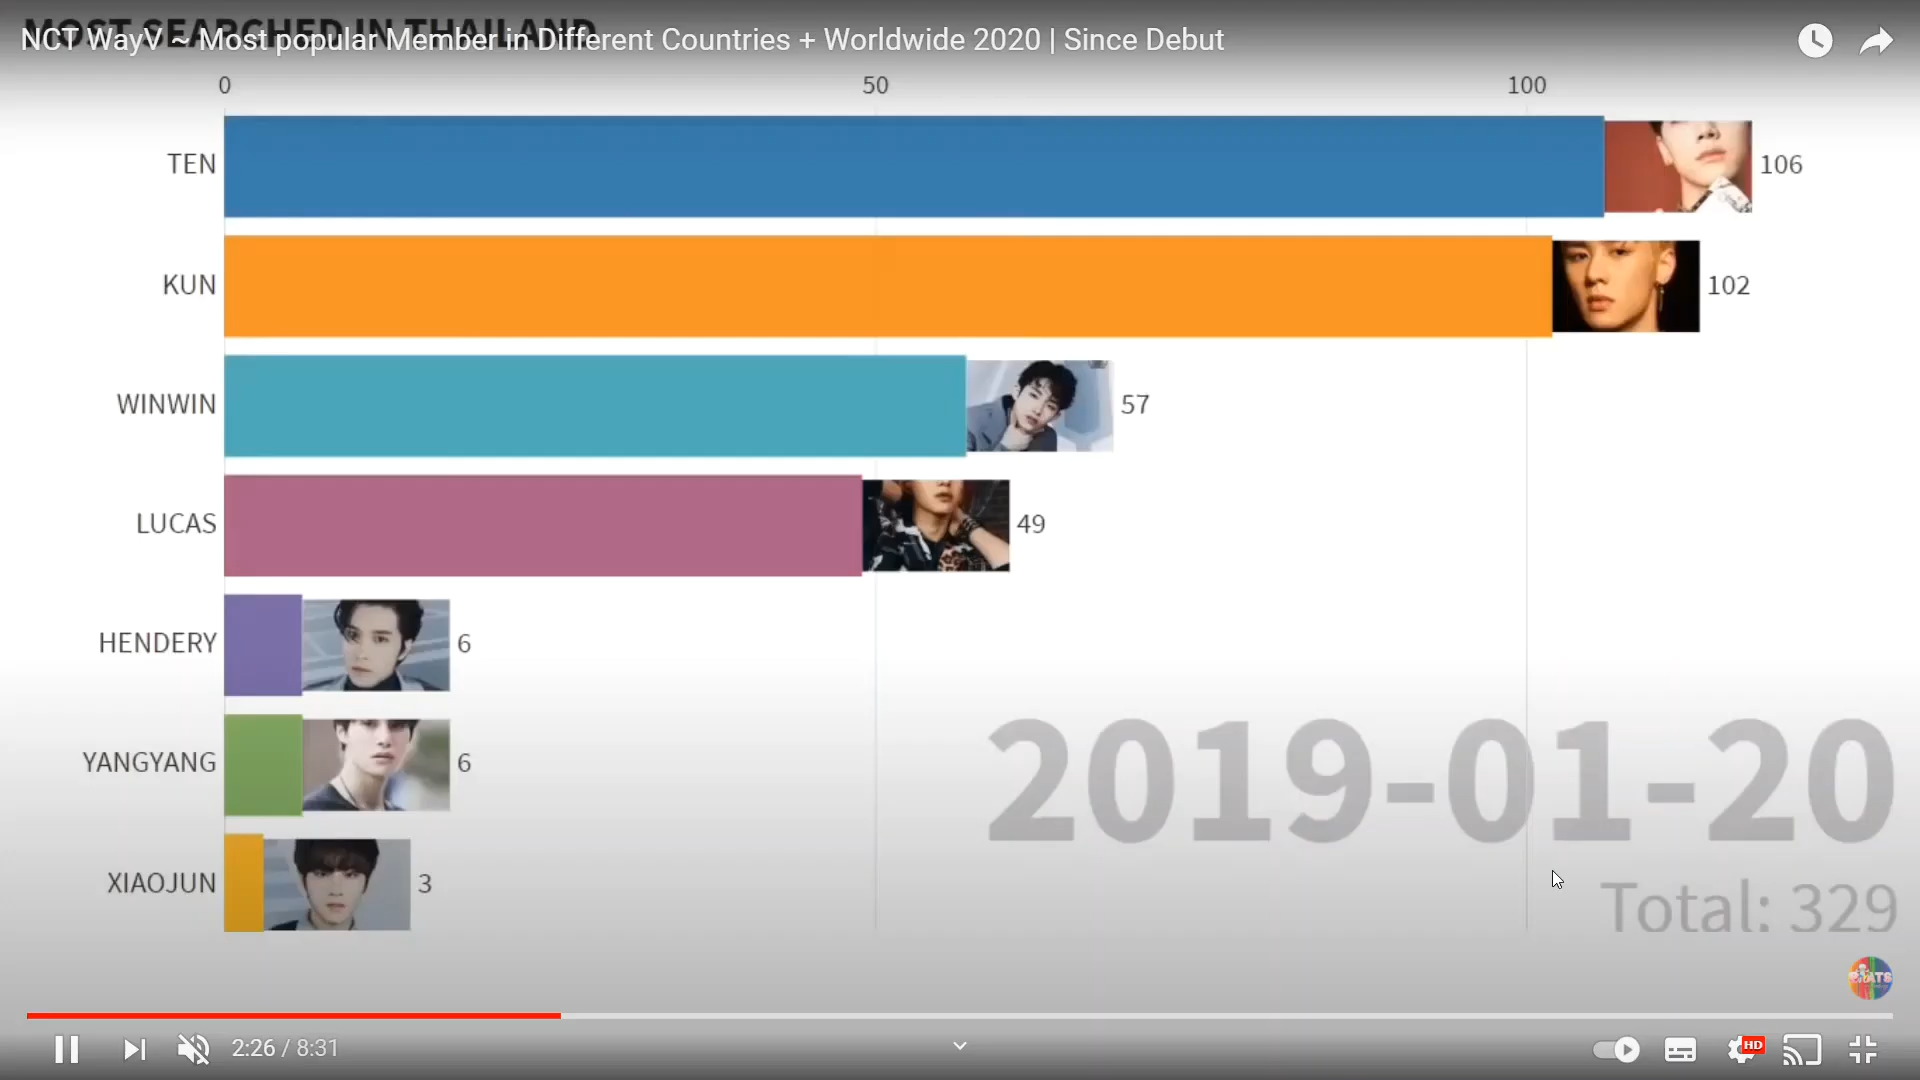 MOST SEARCHED IN THAILAND
NCT WayV ~ Most popular Member in Different Countries + Worldwide 2020 | Since Debut
0 50 100
TEN 106
KUN 102
WINWIN 57
LUCAS 49
HENDERY 6
YANGYANG 6
XIAOJUN 3
2019-01-20
Total: 329
2:26 / 8:31
HD